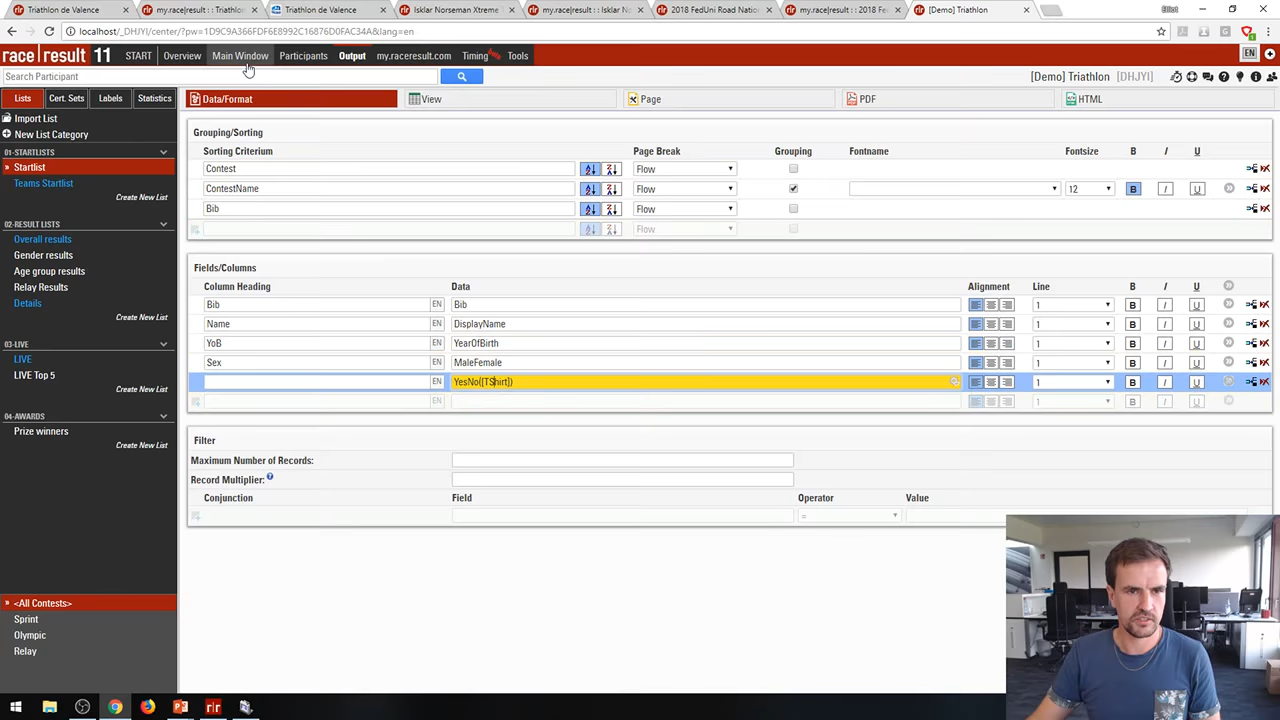 Triathlon de Valence
my.race|result : : Triathlon
Triathlon de Valence
Isklar Norseman Xtreme T
my.race|result : : Isklar No
2018 FedUni Road Nation
my.race|result : : 2018 Fed
[Demo] Triathlon
Elliot
localhost/_DHJYI/center/?pw=1D9C9A366FDF6E8992C16876D0FAC34A&lang=en
race|result 11
START
Overview
Main Window
Participants
Output
my.raceresult.com
Timing
Tools
EN
Search Participant
[Demo] Triathlon
[DHJYI]
Lists
Cert. Sets
Labels
Statistics
Data/Format
View
Page
PDF
HTML
Import List
New List Category
01-STARTLISTS
» Startlist
Teams Startlist
Create New List
02-RESULT LISTS
Overall results
Gender results
Age group results
Relay Results
Details
Create New List
03-LIVE
LIVE
LIVE Top 5
04-AWARDS
Prize winners
Create New List
» <All Contests>
Sprint
Olympic
Relay
Grouping/Sorting
Sorting Criterium Page Break Grouping Fontname Fontsize B I U
Contest Flow
ContestName Flow 12 B I U
Bib Flow
Flow
Fields/Columns
Column Heading Data Alignment Line B I U
Bib EN Bib 1 B I U
Name EN DisplayName 1 B I U
YoB EN YearOfBirth 1 B I U
Sex EN MaleFemale 1 B I U
EN YesNo([TShirt]) 1 B I U
EN 1 B I U
Filter
Maximum Number of Records:
Record Multiplier:
Conjunction Field Operator Value
=